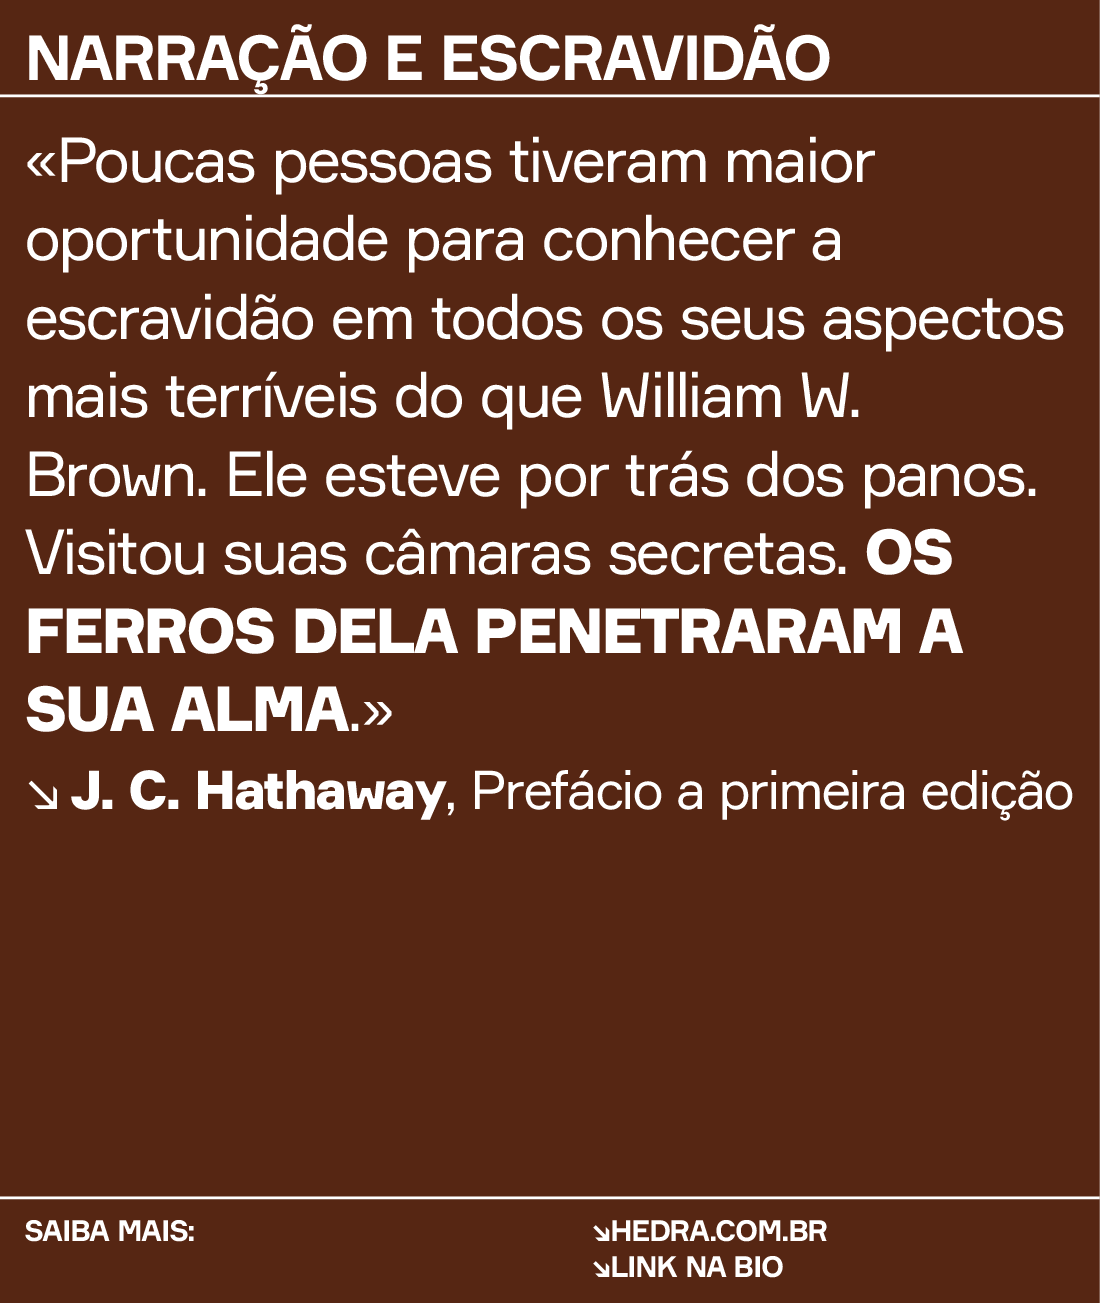 NARRAÇÃO E ESCRAVIDÃO
«Poucas pessoas tiveram maior
oportunidade para conhecer a
escravidão em todos os seus aspectos
mais terríveis do que William W.
Brown. Ele esteve por trás dos panos.
Visitou suas câmaras secretas. OS
FERROS DELA PENETRARAM A
SUA ALMA.»
↘ J. C. Hathaway, Prefácio a primeira edição
SAIBA MAIS:
↘HEDRA.COM.BR
↘LINK NA BIO